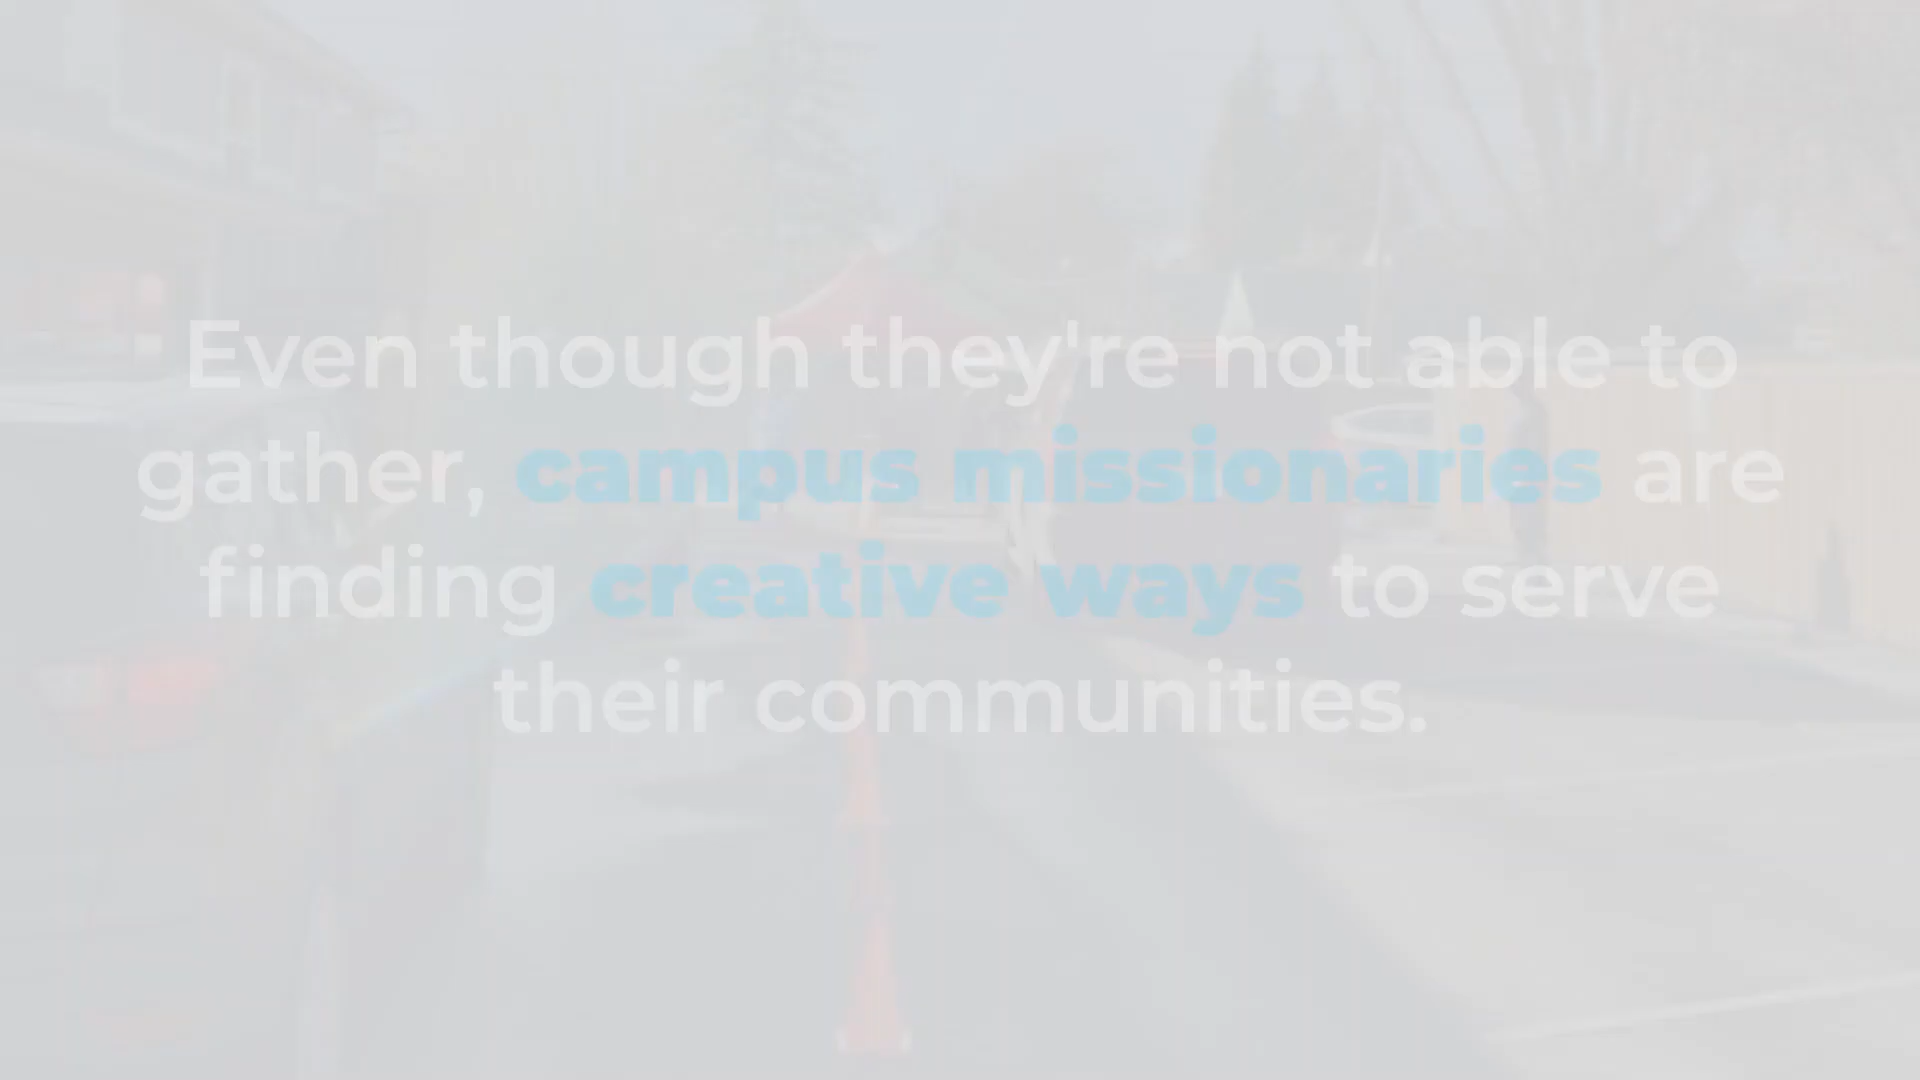 Even though they're not able to
gather, campus missionaries are
finding creative ways to serve
their communities.